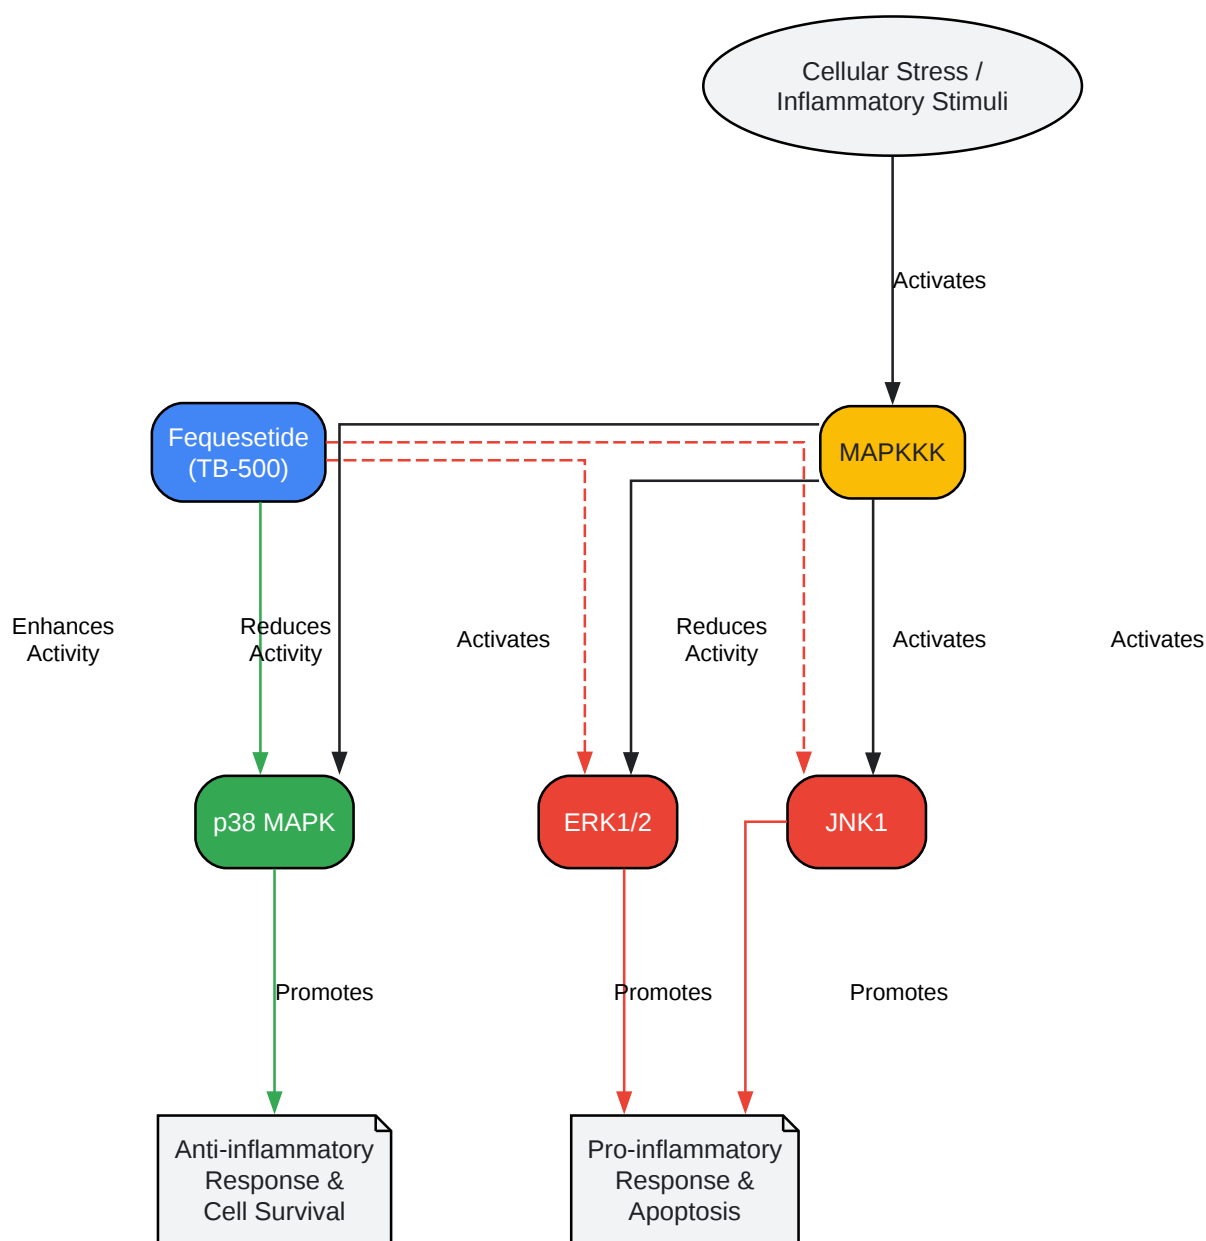 Cellular Stress /
Inflammatory Stimuli
Activates
Fequesetide
(TB-500)
MAPKKK
Enhances
Activity
Reduces
Activity
Activates
Reduces
Activity
Activates
Activates
p38 MAPK
ERK1/2
JNK1
Promotes
Promotes
Promotes
Anti-inflammatory
Response &
Cell Survival
Pro-inflammatory
Response &
Apoptosis